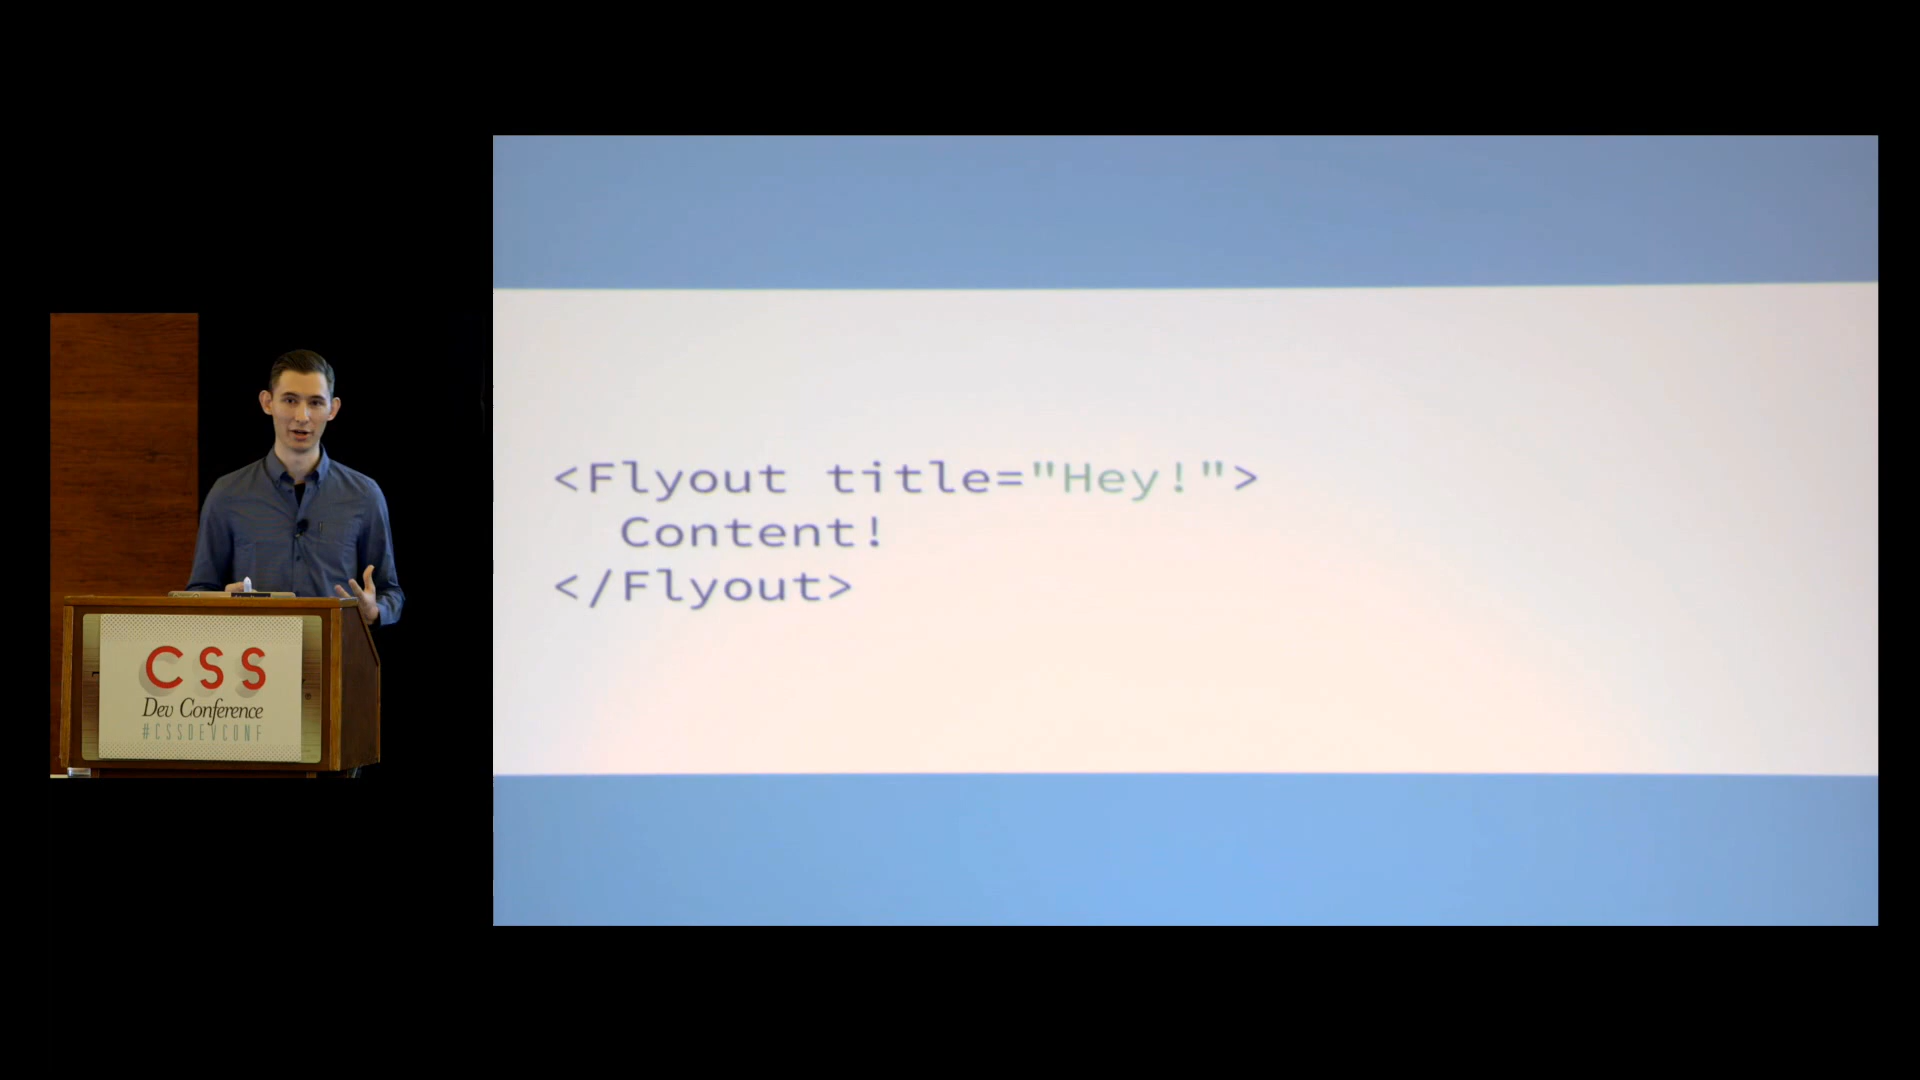 <Flyout title="Hey!">
Content!
</Flyout>
CSS
Dev Conference
#CSSDEVCONF